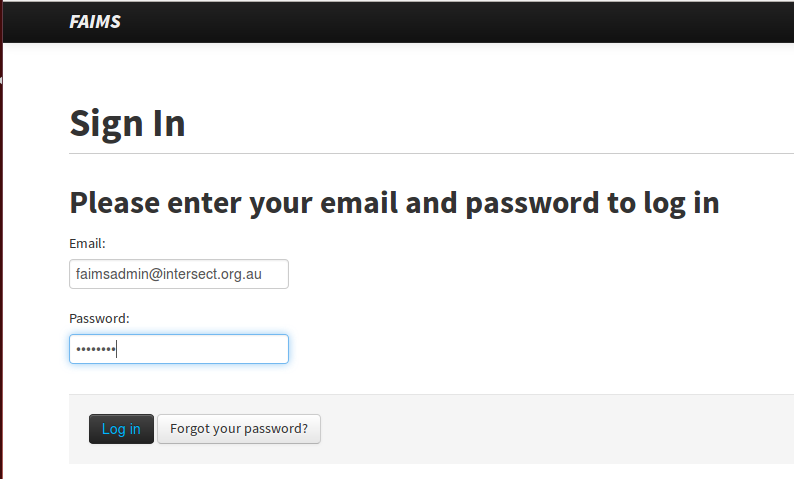 FAIMS
Sign In
Please enter your email and password to log in
Email:
faimsadmin@intersect.org.au
Password:
••••••••
Log in Forgot your password?